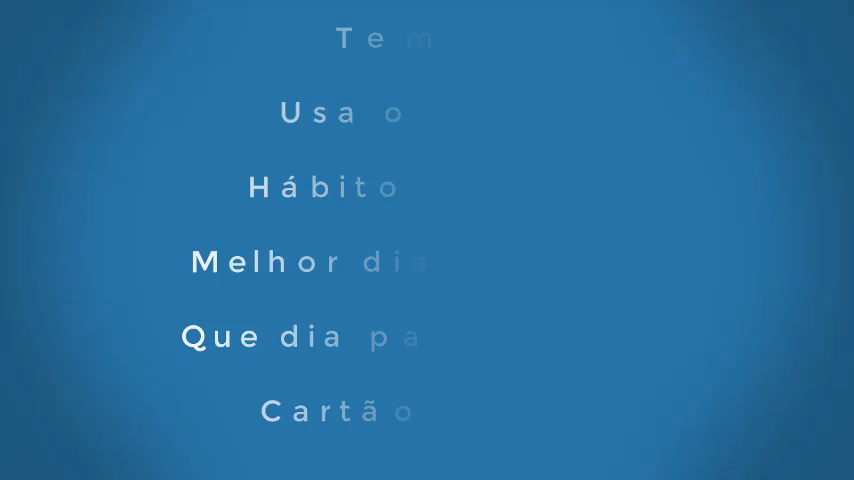 Tem
Usa o
Hábito
Melhor dia
Que dia pa
Cartão